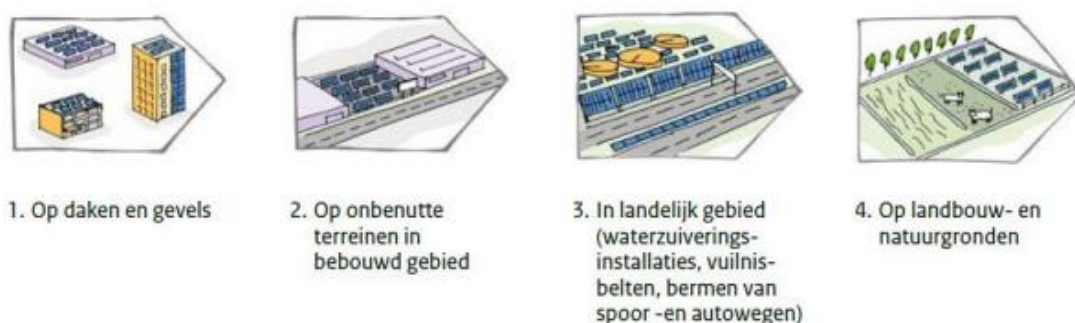 1. Op daken en gevels
2. Op onbenutte
terreinen in
bebouwd gebied
3. In landelijk gebied
(waterzuiverings-
installaties, vuilnis-
belten, bermen van
spoor -en autowegen)
4. Op landbouw- en
natuurgronden